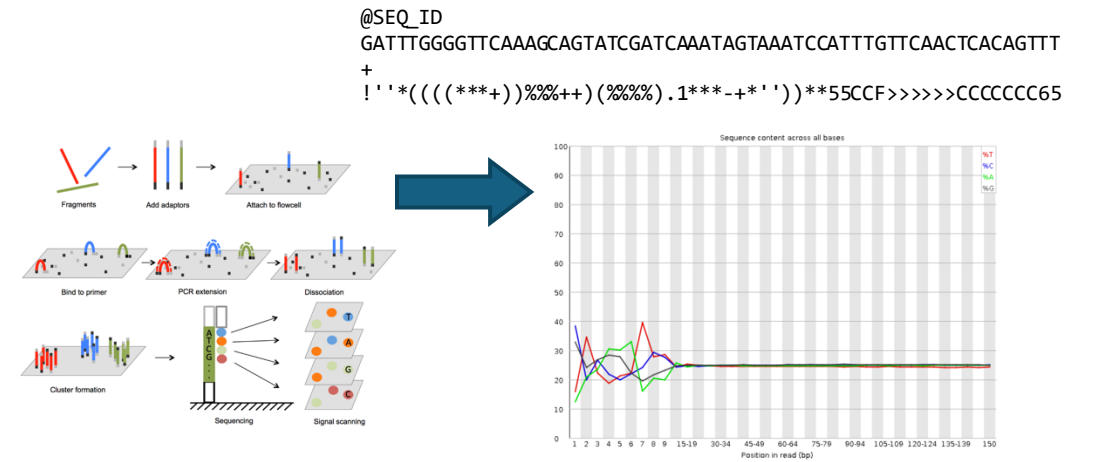 @SEQ_ID
GATTTGGGGTTCAAAGCAGTATCGATCAAATAGTAAATCCATTTGTTCAACTCACAGTTT
+
!''*((((***+))%%%++)(%%%%).1***-+*''))**55CCF>>>>>>CCCCCCC65
Fragments
Add adaptors
Attach to flowcell
Bind to primer
PCR extension
Dissociation
Cluster formation
A
T
C
G
T
A
G
C
Sequencing
Signal scanning
Sequence content across all bases
%T
%C
%A
%G
100
90
80
70
60
50
40
30
20
10
0
1 2 3 4 5 6 7 8 9 15-19 30-34 45-49 60-64 75-79 90-94 105-109 120-124 135-139 150
Position in read (bp)